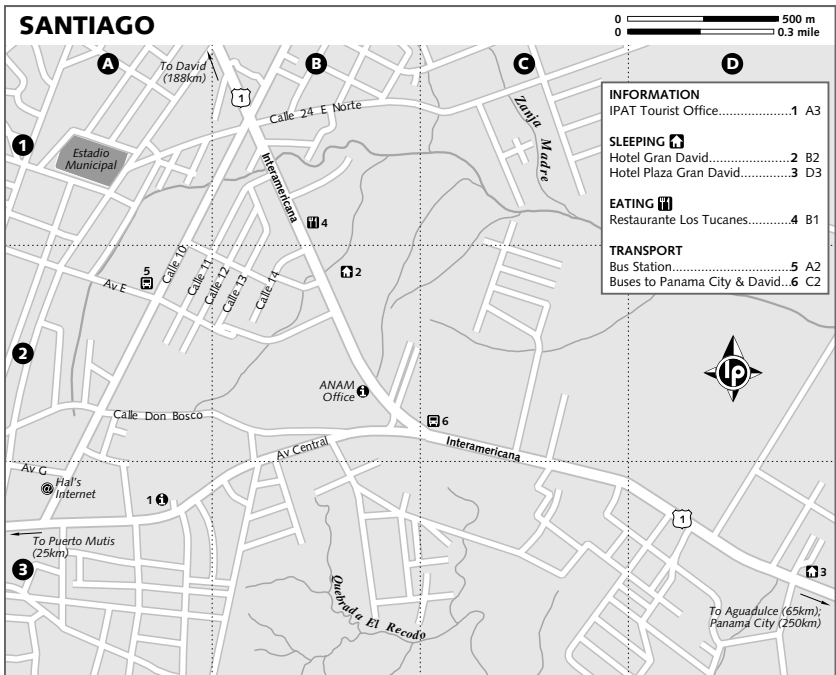 SANTIAGO
0 500 m
0 0.3 mile
A
B
C
D
To David
(188km)
1
Calle 24 E Norte
Zanja Madre
INFORMATION
IPAT Tourist Office..................1 A3
SLEEPING
Hotel Gran David.................2 B2
Hotel Plaza Gran David...........3 D3
EATING
Restaurante Los Tucanes............4 B1
TRANSPORT
Bus Station............................5 A2
Buses to Panama City & David...6 C2
1
Estadio
Municipal
Interamericana
4
5
Calle 10
Calle 11
Calle 12
Calle 13
Calle 14
2
Av E
2
lp
ANAM
Office
Calle Don Bosco
6
Interamericana
Av Central
Av G
@ Hal's
Internet
1
1
To Puerto Mutis
(25km)
3
3
Quebrada El Recodo
To Aguadulce (65km);
Panama City (250km)